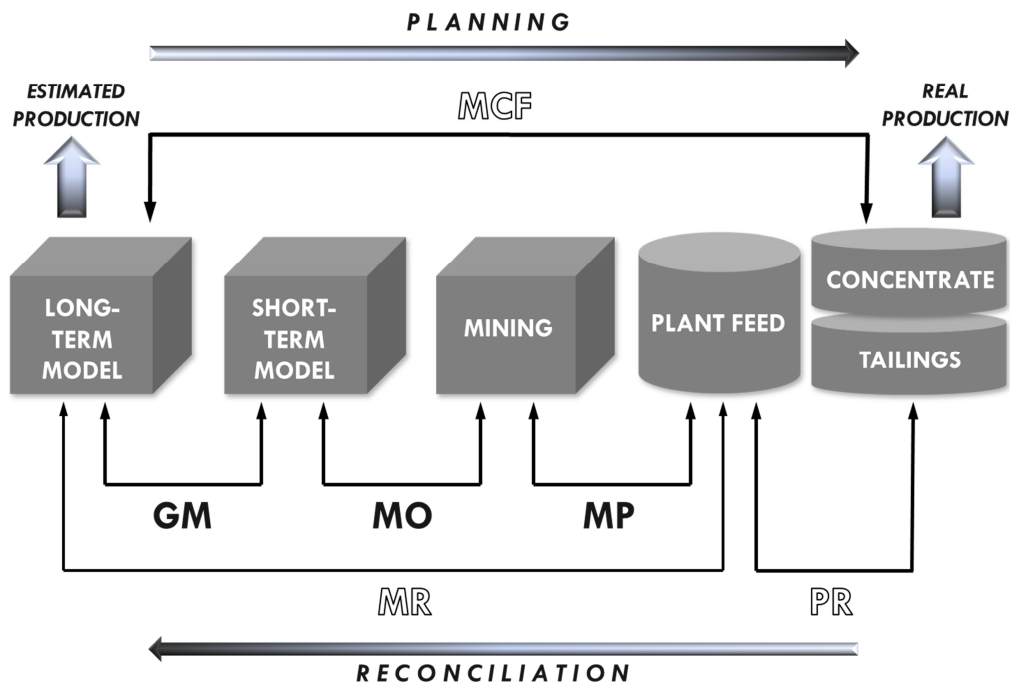 PLANNING
ESTIMATED
PRODUCTION
MCF
REAL
PRODUCTION
LONG-
TERM
MODEL
SHORT-
TERM
MODEL
MINING
PLANT FEED
CONCENTRATE
TAILINGS
GM
MO
MP
MR
PR
RECONCILIATION